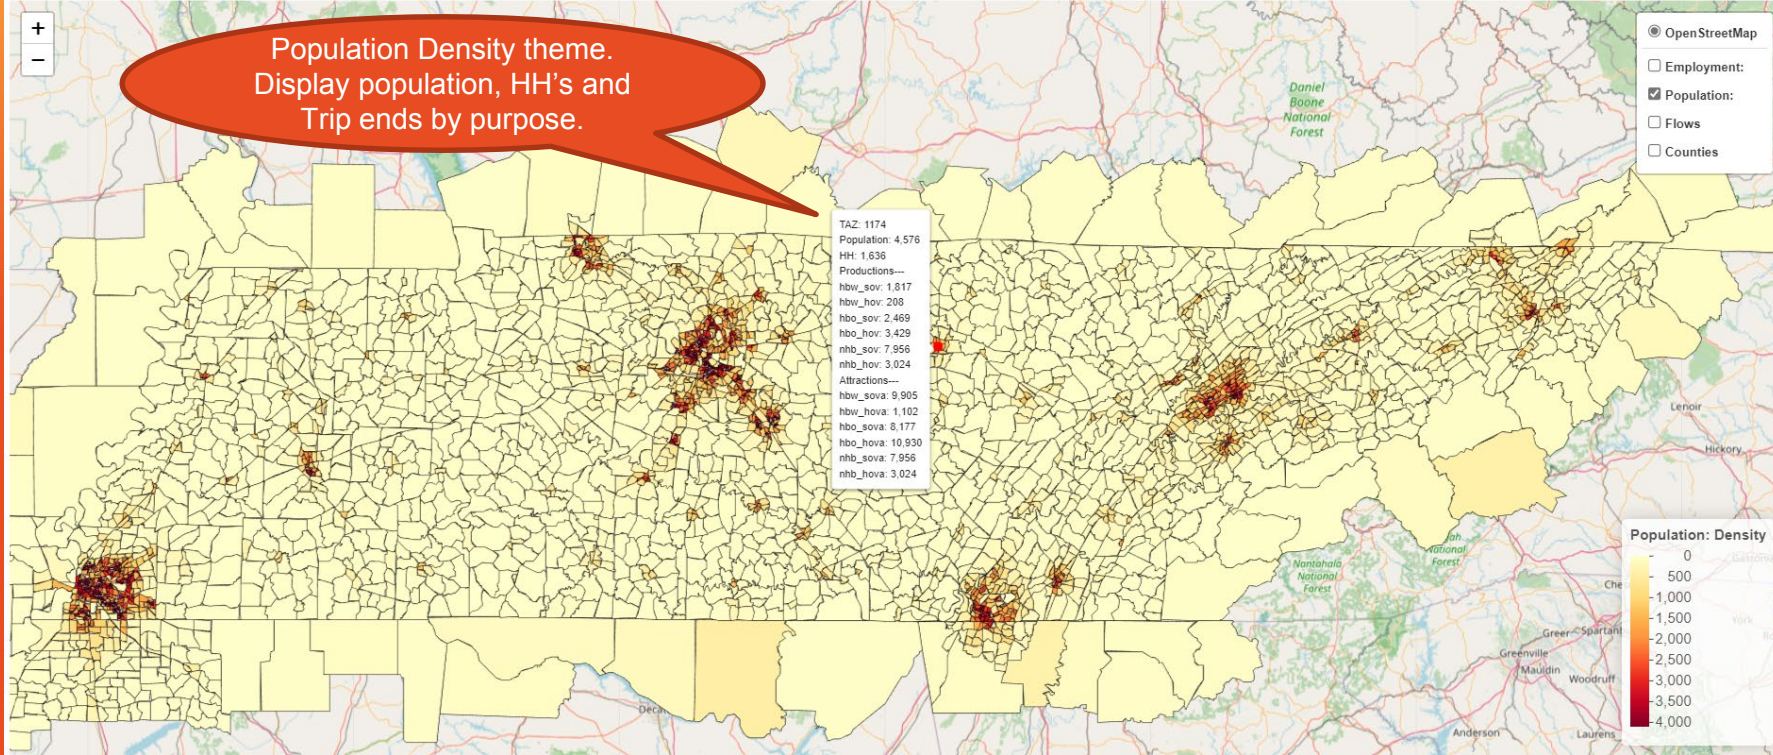 +
−
Population Density theme.
Display population, HH's and
Trip ends by purpose.
OpenStreetMap
Employment:
Population:
Flows
Counties
Daniel
Boone
National
Forest
TAZ: 1174
Population: 4,576
HH: 1,636
Productions---
hbw_sov: 1,817
hbw_hov: 208
hbo_sov: 2,469
hbo_hov: 3,429
nhb_sov: 7,956
nhb_hov: 3,024
Attractions---
hbw_sova: 9,905
hbw_hova: 1,102
hbo_sova: 8,177
hbo_hova: 10,930
nhb_sova: 7,956
nhb_hova: 3,024
Lenoir
Hickory
Nantahala
National
Forest
National
Forest
Greer
Spartan
Greenville
Mauldin
Woodruff
Anderson
Laurens
Population: Density
0
500
1,000
1,500
2,000
2,500
3,000
3,500
4,000